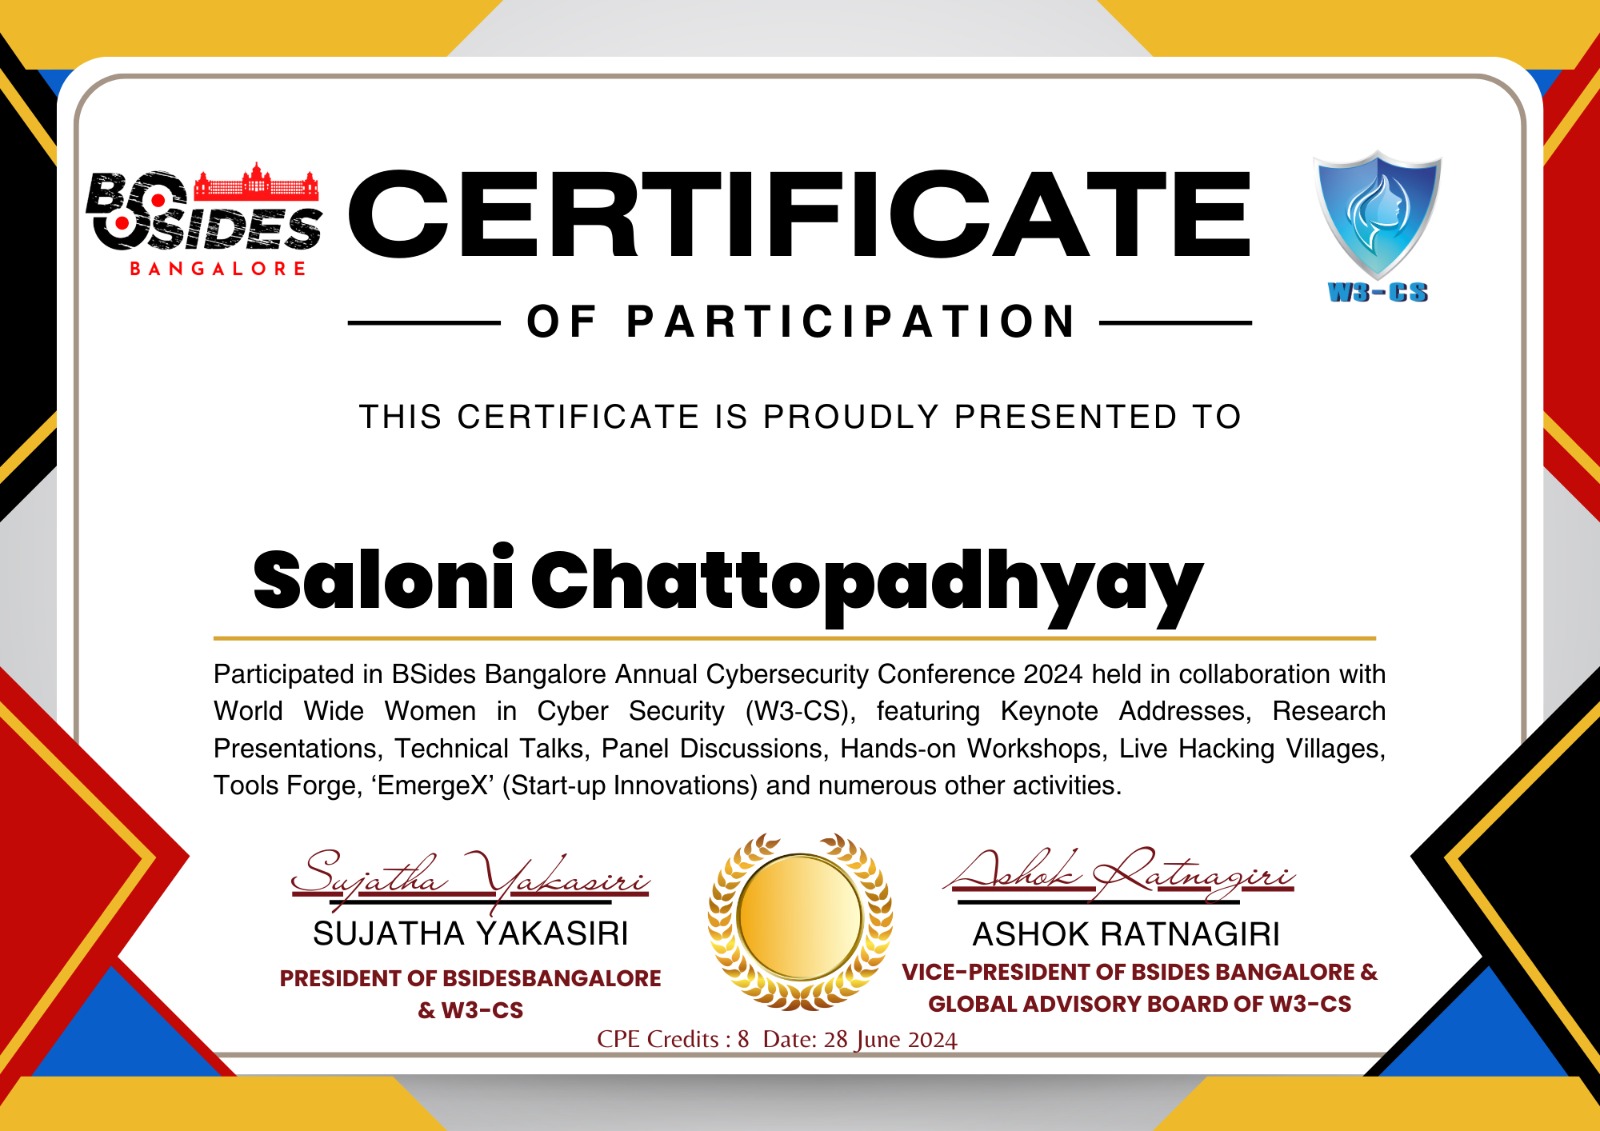 BSIDES
BANGALORE
CERTIFICATE
W3-CS
OF PARTICIPATION
THIS CERTIFICATE IS PROUDLY PRESENTED TO
Saloni Chattopadhyay
Participated in BSides Bangalore Annual Cybersecurity Conference 2024 held in collaboration with
World Wide Women in Cyber Security (W3-CS), featuring Keynote Addresses, Research
Presentations, Technical Talks, Panel Discussions, Hands-on Workshops, Live Hacking Villages,
Tools Forge, ‘EmergeX’ (Start-up Innovations) and numerous other activities.
Sujatha Yakasiri
SUJATHA YAKASIRI
PRESIDENT OF BSIDESBANGALORE
& W3-CS
Ashok Ratnagiri
ASHOK RATNAGIRI
VICE-PRESIDENT OF BSIDES BANGALORE &
GLOBAL ADVISORY BOARD OF W3-CS
CPE Credits : 8 Date: 28 June 2024